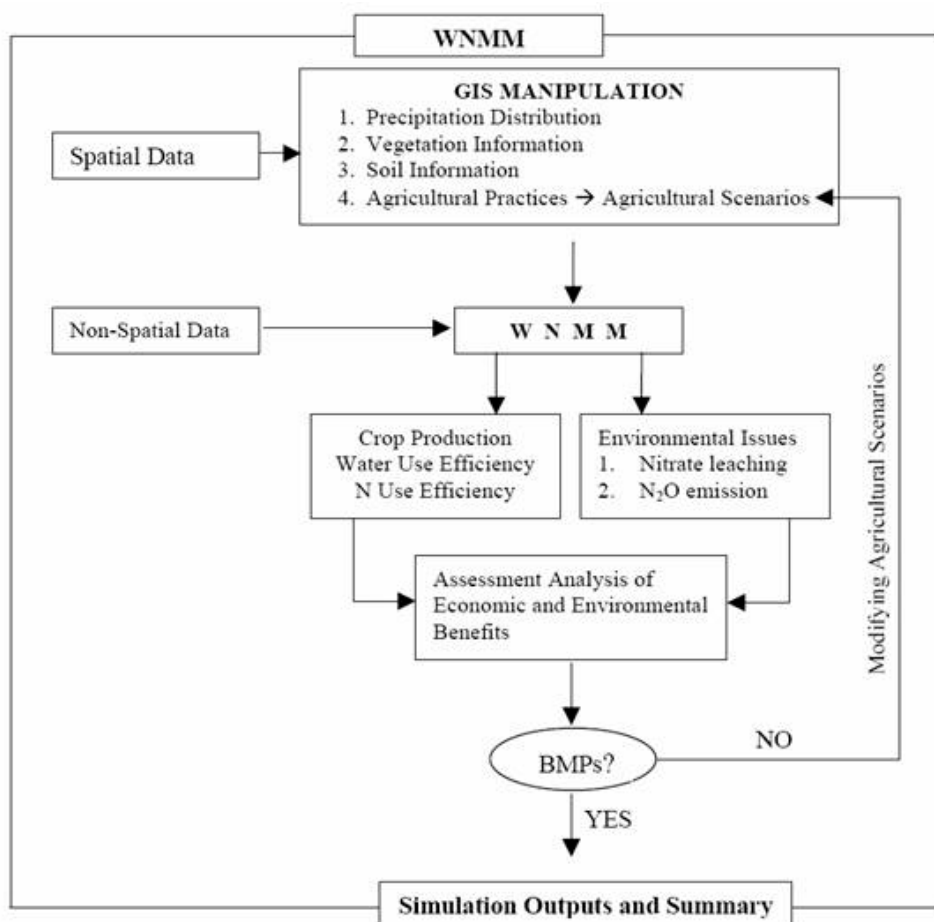 WNMM
GIS MANIPULATION
1. Precipitation Distribution
2. Vegetation Information
3. Soil Information
4. Agricultural Practices → Agricultural Scenarios
Spatial Data
Non-Spatial Data
W N M M
Crop Production
Water Use Efficiency
N Use Efficiency
Environmental Issues
1. Nitrate leaching
2. N₂O emission
Modifying Agricultural Scenarios
Assessment Analysis of
Economic and Environmental
Benefits
BMPs?
NO
YES
Simulation Outputs and Summary